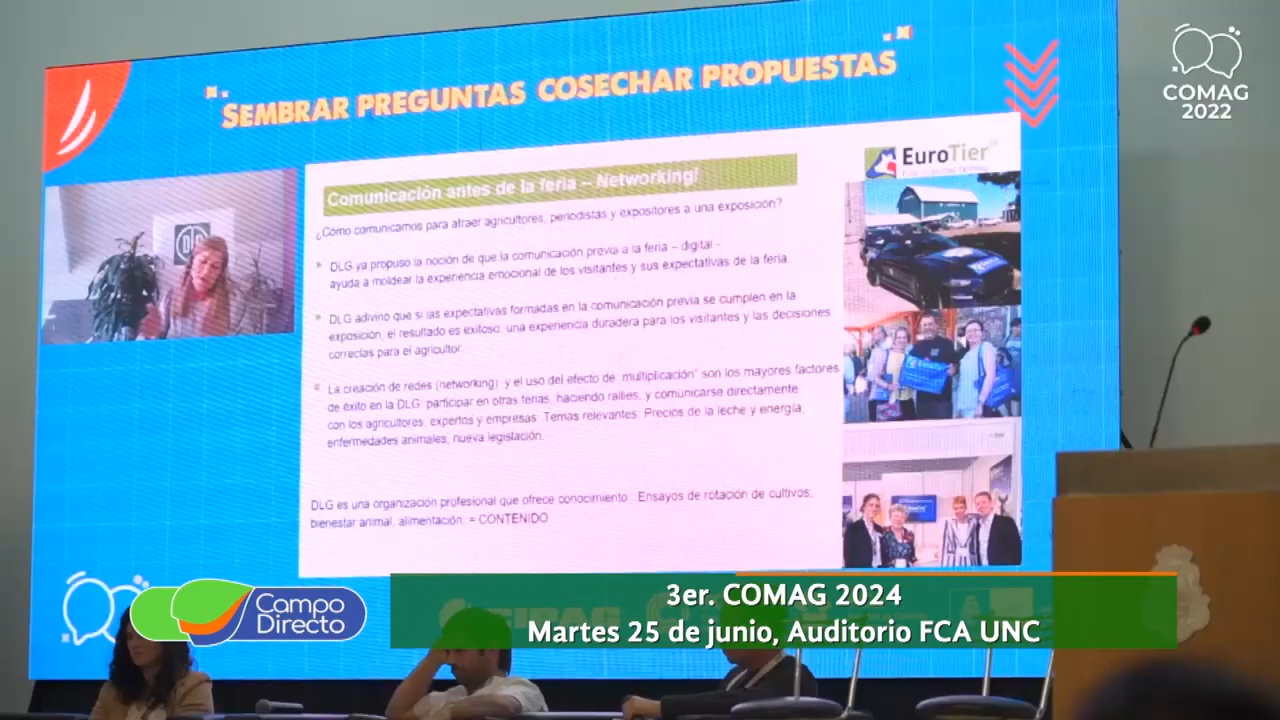 COMAG
2022
SEMBRAR PREGUNTAS COSECHAR PROPUESTAS
EuroTier
DLG
Comunicación antes de la feria – Networking!
¿Cómo comunicamos para atraer agricultores, periodistas y expositores a una exposición?
DLG ya propuso la noción de que la comunicación previa a la feria – digital -
ayuda a moldear la experiencia emocional de los visitantes y sus expectativas de la feria.
DLG adivinó que si las expectativas formadas en la comunicación previa se cumplen en la
exposición, el resultado es exitoso: una experiencia duradera para los visitantes y las decisiones
correctas para el agricultor.
La creación de redes (networking) y el uso del efecto de „multiplicación” son los mayores factores
de éxito en la DLG: participar en otras ferias, haciendo rallies, y comunicarse directamente
con los agricultores, expertos y empresas. Temas relevantes: Precios de la leche y energía,
enfermedades animales, nueva legislación.
DLG es una organización profesional que ofrece conocimiento : Ensayos de rotación de cultivos,
bienestar animal, alimentación. = CONTENIDO
Campo
Directo
3er. COMAG 2024
Martes 25 de junio, Auditorio FCA UNC